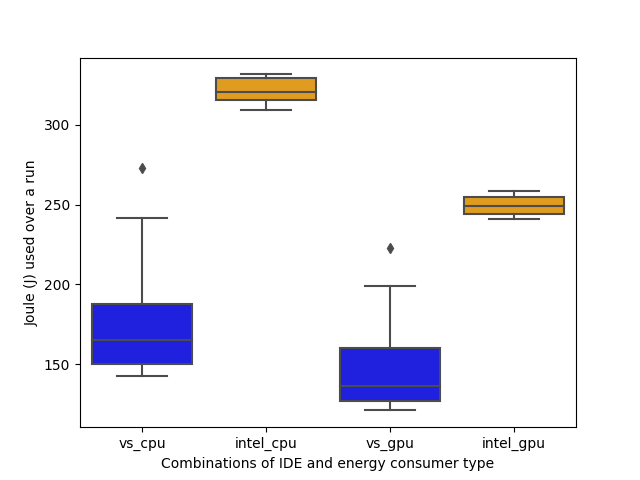 Joule (J) used over a run
300
250
200
150
vs_cpu intel_cpu vs_gpu intel_gpu
Combinations of IDE and energy consumer type